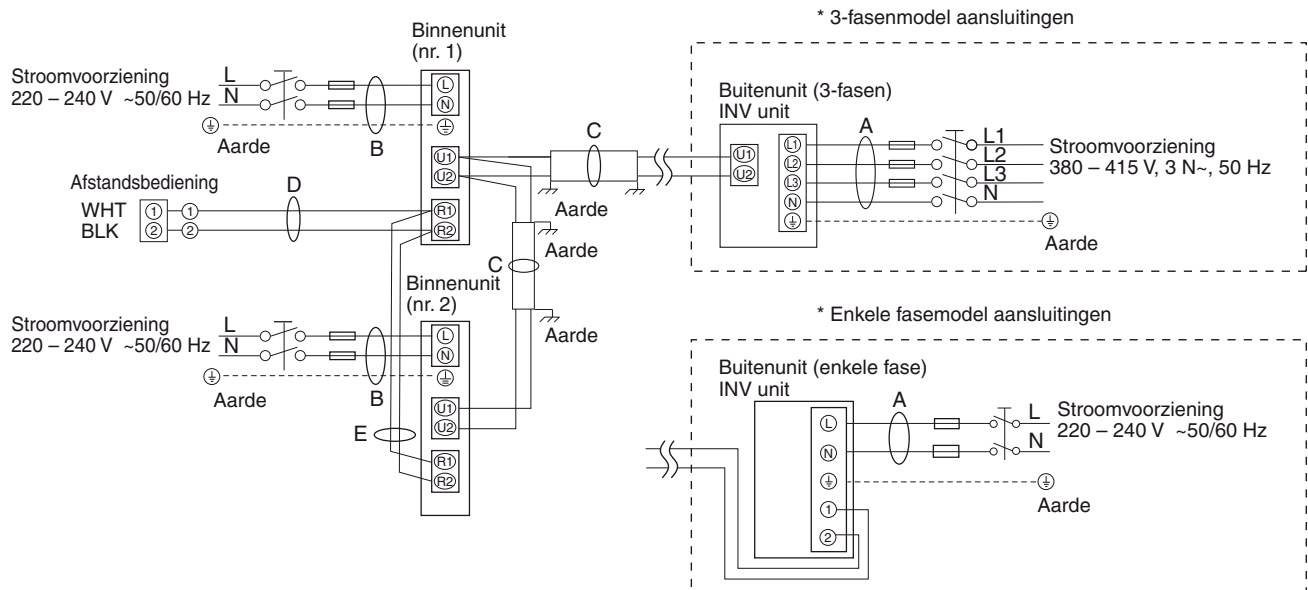 * 3-fasenmodel aansluitingen
Binnenunit
(nr. 1)
Stroomvoorziening
220 – 240 V ~50/60 Hz
L
N
L
N
Aarde
B
U1
U2
C
Aarde
Afstandsbediening
WHT
BLK
1
2
1
2
D
R1
R2
Buitenunit (3-fasen)
INV unit
U1
U2
L1
L2
L3
N
A
L1
L2
L3
N
Stroomvoorziening
380 – 415 V, 3 N~, 50 Hz
Aarde
C
Aarde
Aarde
Binnenunit
(nr. 2)
Stroomvoorziening
220 – 240 V ~50/60 Hz
L
N
L
N
Aarde
B
U1
U2
E
R1
R2
* Enkele fasemodel aansluitingen
Buitenunit (enkele fase)
INV unit
L
N
1
2
A
L
N
Stroomvoorziening
220 – 240 V ~50/60 Hz
Aarde